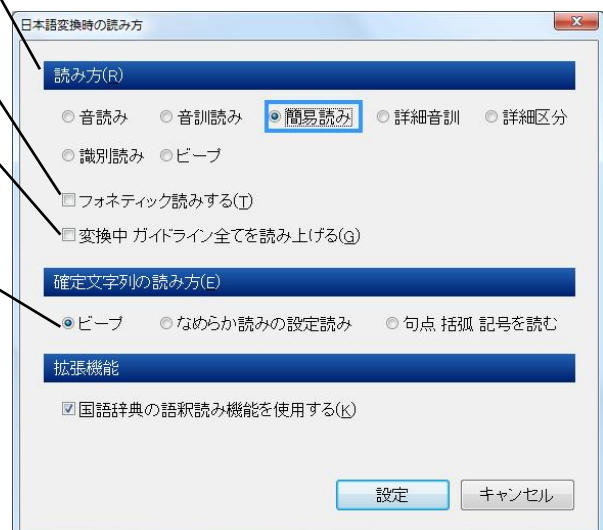 日本語変換時の読み方
読み方(R)
音読み 音訓読み 簡易読み 詳細音訓 詳細区分
識別読み ビープ
フォネティック読みする(T)
変換中 ガイドライン全てを読み上げる(G)
確定文字列の読み方(E)
ビープ なめらか読みの設定読み 句点 括弧 記号を読む
拡張機能
国語辞典の語釈読み機能を使用する(K)
設定 キャンセル